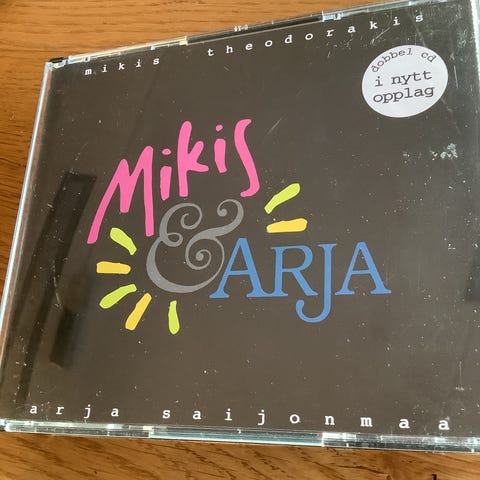 mikis theodorakis
dobbel cd
i nytt
opplag
Mikis
& ARJA
arja saijonmaa